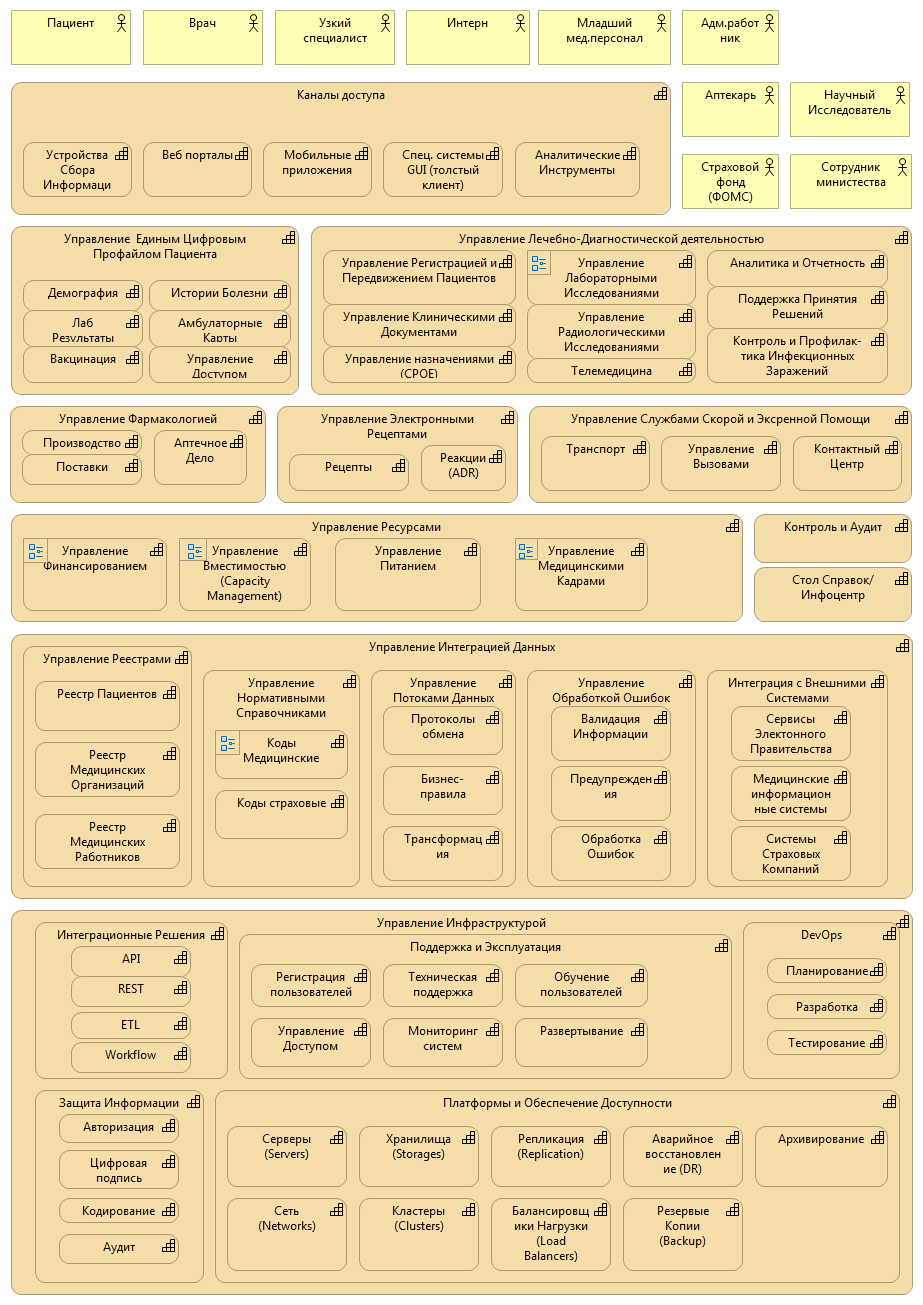 Пациент
Врач
Узкий
специалист
Интерн
Младший
мед.персонал
Адм.работ
ник
Каналы доступа
Устройства
Сбора
Информаци
Веб порталы
Мобильные
приложения
Спец. системы
GUI (толстый
клиент)
Аналитические
Инструменты
Аптекарь
Научный
Исследователь
Страховой
фонд
(ФОМС)
Сотрудник
министества
Управление Единым Цифровым
Профайлом Пациента
Демография
Истории Болезни
Лаб
Результаты
Амбулаторные
Карты
Вакцинация
Управление
Доступом
Управление Лечебно-Диагностической деятельностью
Управление Регистрацией и
Передвижением Пациентов
Управление Клиническими
Документами
Управление назначениями
(CPOE)
Управление
Лабораторными
Исследованиями
Управление
Радиологическими
Исследованиями
Телемедицина
Аналитика и Отчетность
Поддержка Принятия
Решений
Контроль и Профилак-
тика Инфекционных
Заражений
Управление Фармакологией
Производство
Поставки
Аптечное
Дело
Управление Электронными
Рецептами
Рецепты
Реакции
(ADR)
Управление Службами Скорой и Эксренной Помощи
Транспорт
Управление
Вызовами
Контактный
Центр
Управление Ресурсами
Управление
Финансированием
Управление
Вместимостью
(Capacity
Management)
Управление
Питанием
Управление
Медицинскими
Кадрами
Контроль и Аудит
Стол Справок/
Инфоцентр
Управление Интеграцией Данных
Управление Реестрами
Реестр Пациентов
Реестр
Медицинских
Организаций
Реестр
Медицинских
Работников
Управление
Нормативными
Справочниками
Коды
Медицинские
Коды страховые
Управление
Потоками Данных
Протоколы
обмена
Бизнес-
правила
Трансформац
ия
Управление
Обработкой Ошибок
Валидация
Информации
Предупрежден
ия
Обработка
Ошибок
Интеграция с Внешними
Системами
Сервисы
Электонного
Правительства
Медицинские
информацион
ные системы
Системы
Страховых
Компаний
Управление Инфраструктурой
Интеграционные Решения
API
REST
ETL
Workflow
Поддержка и Эксплуатация
Регистрация
пользователей
Техническая
поддержка
Обучение
пользователей
Управление
Доступом
Мониторинг
систем
Развертывание
DevOps
Планирование
Разработка
Тестирование
Защита Информации
Авторизация
Цифровая
подпись
Кодирование
Аудит
Платформы и Обеспечение Доступности
Серверы
(Servers)
Хранилища
(Storages)
Репликация
(Replication)
Аварийное
восстановлен
ие (DR)
Архивирование
Сеть
(Networks)
Кластеры
(Clusters)
Балансировщ
ики Нагрузки
(Load
Balancers)
Резервые
Копии
(Backup)